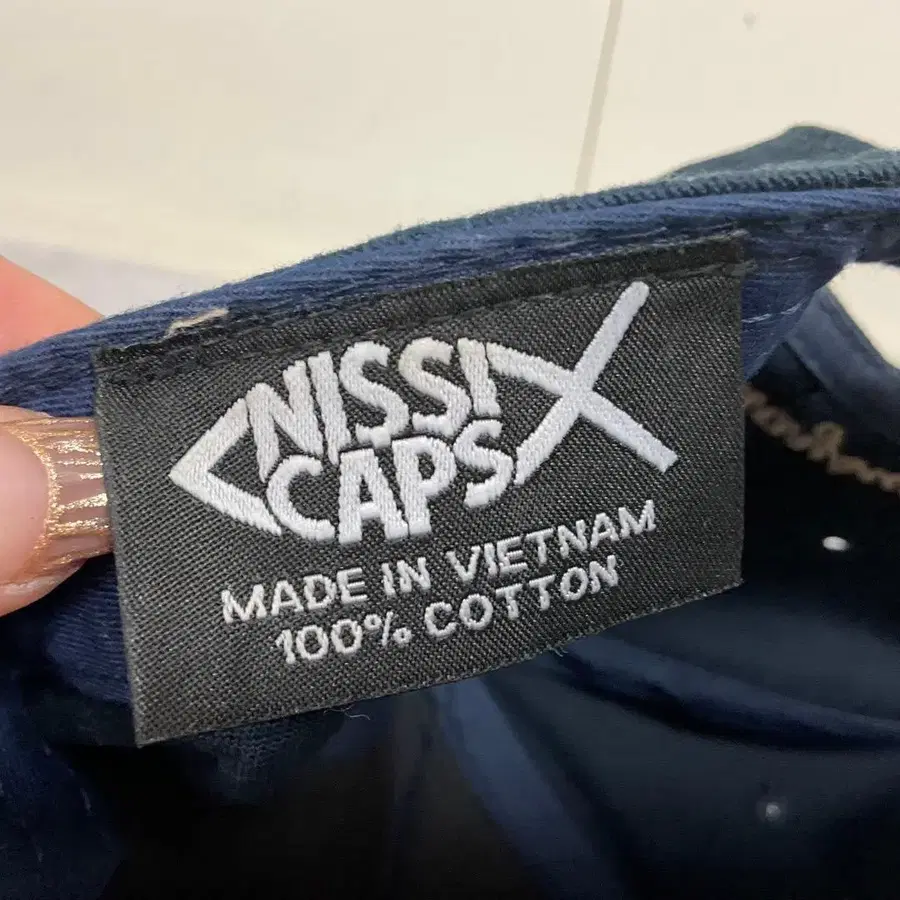 NISSI
CAPS
MADE IN VIETNAM
100% COTTON